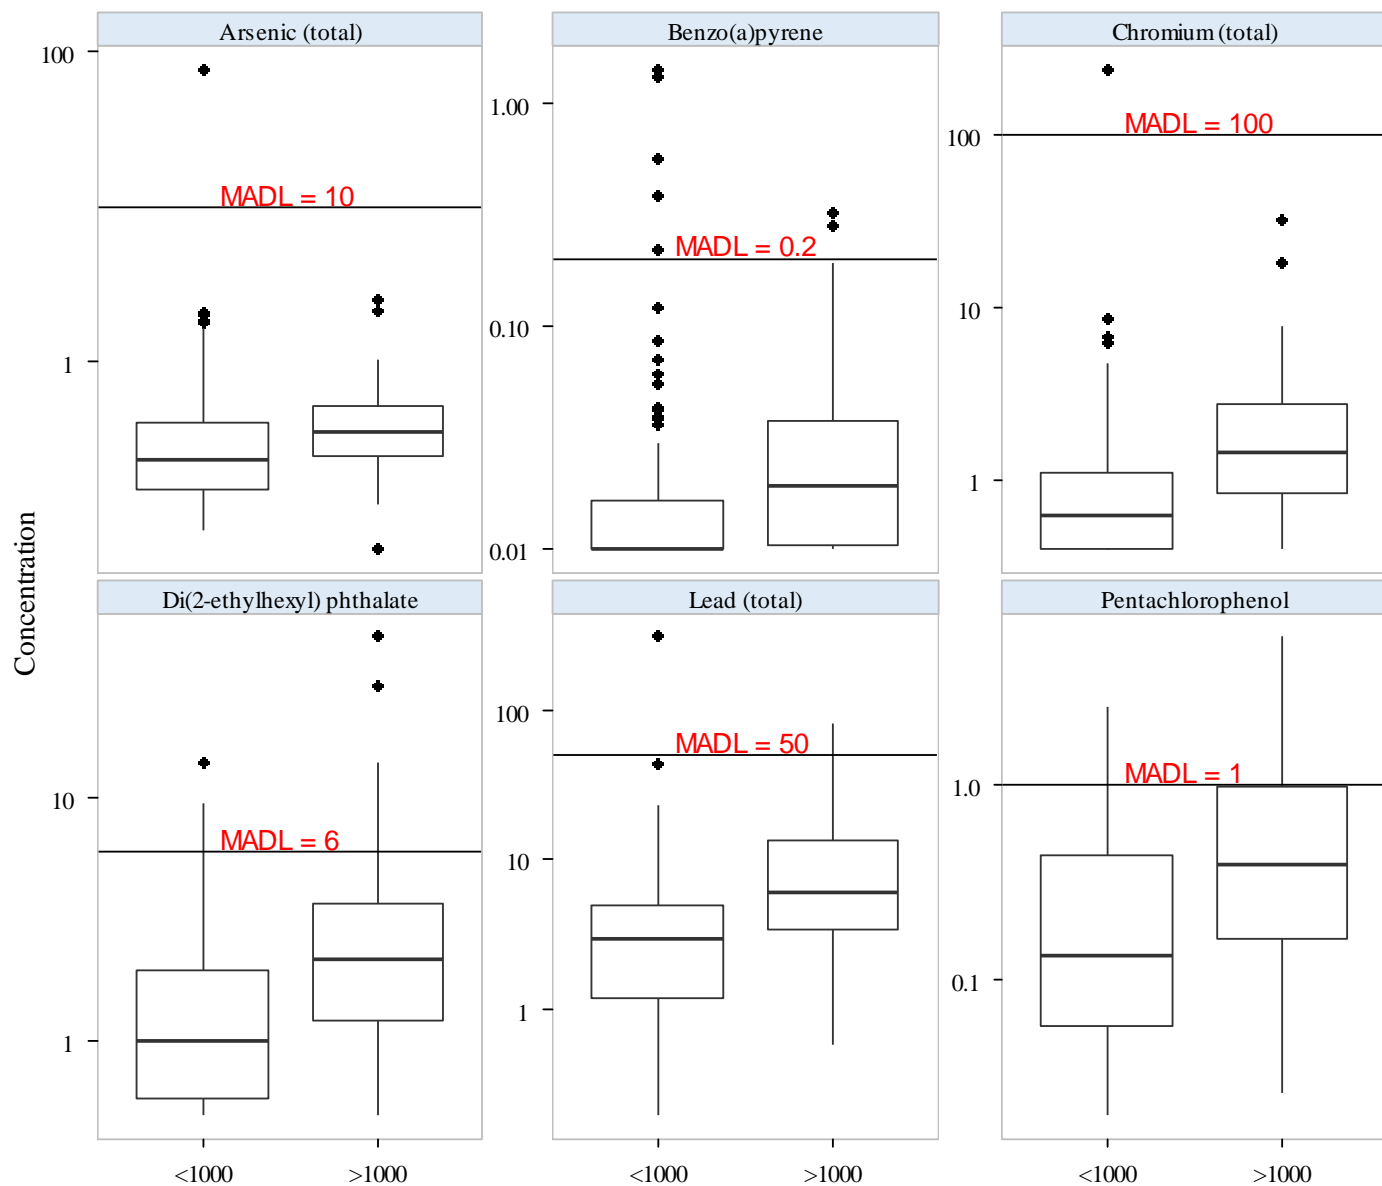 Concentration
Arsenic (total)
100
1
MADL = 10
Benzo(a)pyrene
1.00
0.10
0.01
MADL = 0.2
Chromium (total)
100
10
1
MADL = 100
Di(2-ethylhexyl) phthalate
10
1
MADL = 6
<1000
>1000
Lead (total)
100
10
1
MADL = 50
<1000
>1000
Pentachlorophenol
1.0
0.1
MADL = 1
<1000
>1000